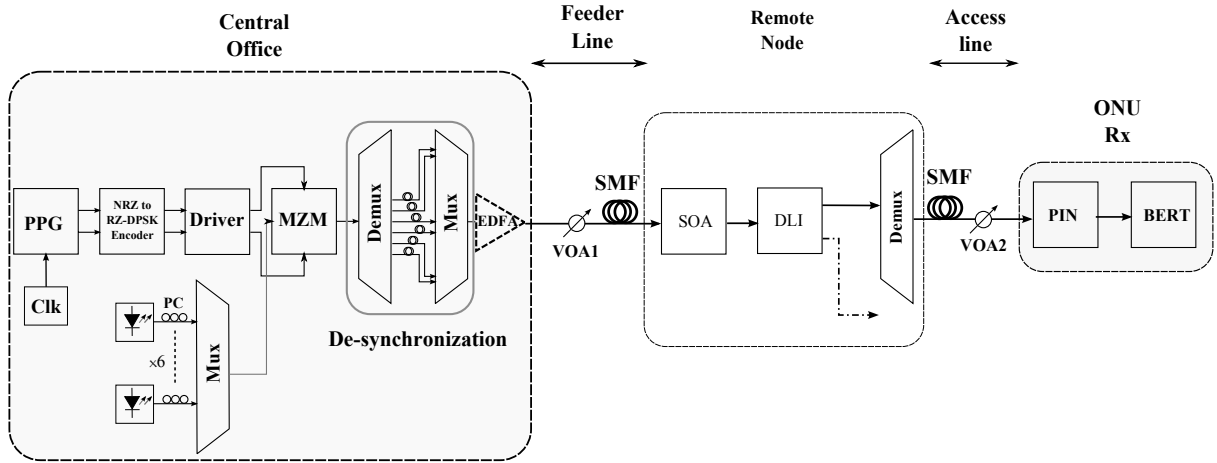 Central
Office
Feeder
Line
Remote
Node
Access
line
ONU
Rx
PPG
NRZ to
RZ-DPSK
Encoder
Driver
MZM
Demux
Mux
EDFA
VOA1
SMF
SOA
DLI
Demux
SMF
VOA2
PIN
BERT
Clk
PC
x6
Mux
De-synchronization